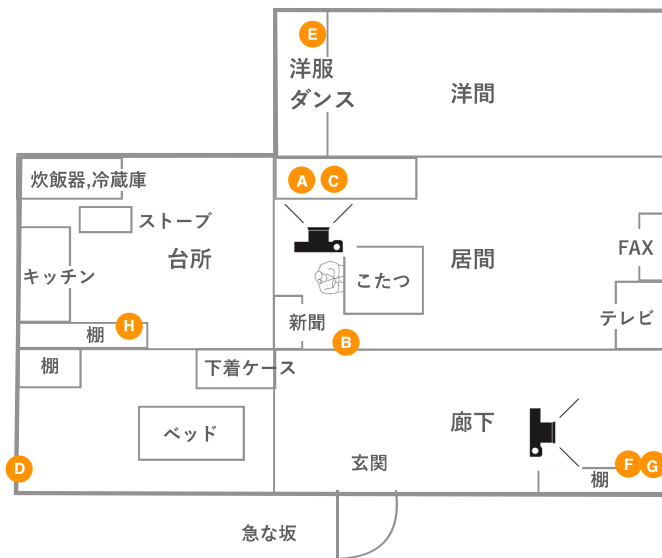 E
洋服
ダンス
洋間
炊飯器,冷蔵庫
A C
ストーブ
台所
居間
FAX
キッチン
こたつ
新聞
テレビ
棚 H
B
棚
下着ケース
ベッド
廊下
D
玄関
棚 F G
急な坂